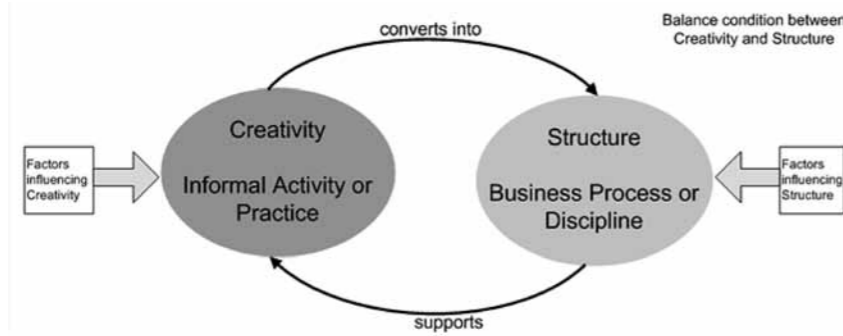 converts into
Balance condition between
Creativity and Structure
Creativity
Informal Activity or
Practice
Structure
Business Process or
Discipline
Factors
influencing
Creativity
Factors
influencing
Structure
supports